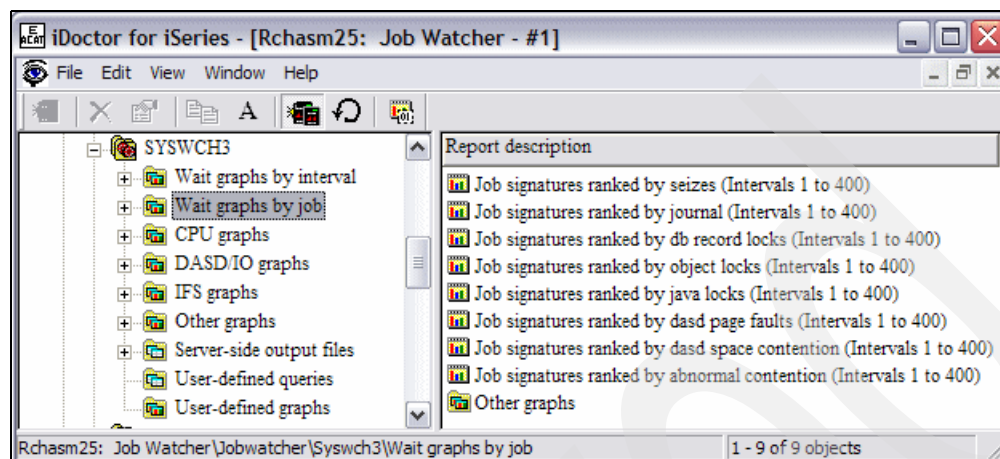 iDoctor for iSeries - [Rchasm25: Job Watcher - #1]
File Edit View Window Help
A
SYSWCH3
Wait graphs by interval
Wait graphs by job
CPU graphs
DASD/IO graphs
IFS graphs
Other graphs
Server-side output files
User-defined queries
User-defined graphs
Report description
Job signatures ranked by seizes (Intervals 1 to 400)
Job signatures ranked by journal (Intervals 1 to 400)
Job signatures ranked by db record locks (Intervals 1 to 400)
Job signatures ranked by object locks (Intervals 1 to 400)
Job signatures ranked by java locks (Intervals 1 to 400)
Job signatures ranked by dasd page faults (Intervals 1 to 400)
Job signatures ranked by dasd space contention (Intervals 1 to 400)
Job signatures ranked by abnormal contention (Intervals 1 to 400)
Other graphs
Rchasm25: Job Watcher\Jobwatcher\Syswch3\Wait graphs by job
1 - 9 of 9 objects